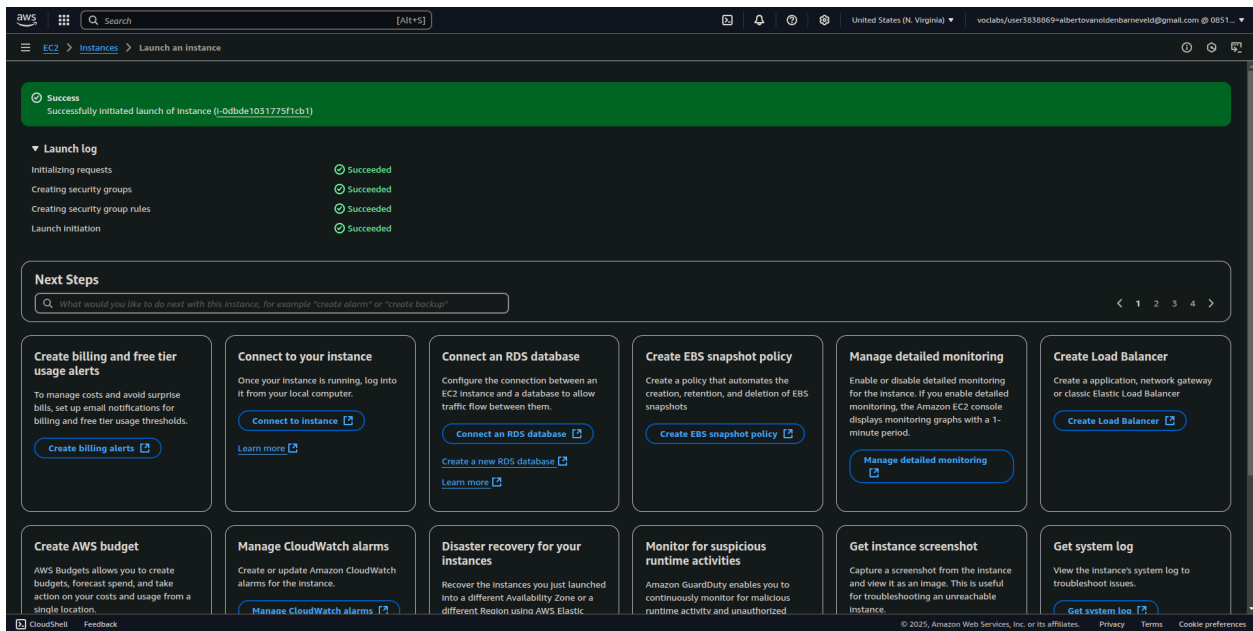 aws
Search
[Alt+S]
United States (N. Virginia)
voclabs/user3838869=albertovanoldenbarneveld@gmail.com @ 0851...
EC2 > Instances > Launch an instance
Success
Successfully initiated launch of instance (i-0dbde1031775f1cb1)
Launch log
Initializing requests
Succeeded
Creating security groups
Succeeded
Creating security group rules
Succeeded
Launch initiation
Succeeded
Next Steps
What would you like to do next with this instance, for example "create alarm" or "create backup"
1 2 3 4
Create billing and free tier
usage alerts
To manage costs and avoid surprise
bills, set up email notifications for
billing and free tier usage thresholds.
Create billing alerts
Connect to your instance
Once your instance is running, log into
it from your local computer.
Connect to instance
Learn more
Connect an RDS database
Configure the connection between an
EC2 instance and a database to allow
traffic flow between them.
Connect an RDS database
Create a new RDS database
Learn more
Create EBS snapshot policy
Create a policy that automates the
creation, retention, and deletion of EBS
snapshots
Create EBS snapshot policy
Manage detailed monitoring
Enable or disable detailed monitoring
for the instance. If you enable detailed
monitoring, the Amazon EC2 console
displays monitoring graphs with a 1-
minute period.
Manage detailed monitoring
Create Load Balancer
Create a application, network gateway
or classic Elastic Load Balancer
Create Load Balancer
Create AWS budget
AWS Budgets allows you to create
budgets, forecast spend, and take
action on your costs and usage from a
single location.
Manage CloudWatch alarms
Create or update Amazon CloudWatch
alarms for the instance.
Manage CloudWatch alarms
Disaster recovery for your
instances
Recover the instances you just launched
into a different Availability Zone or a
different Region using AWS Elastic
Monitor for suspicious
runtime activities
Amazon GuardDuty enables you to
continuously monitor for malicious
runtime activity and unauthorized
Get instance screenshot
Capture a screenshot from the instance
and view it as an image. This is useful
for troubleshooting an unreachable
instance.
Get system log
View the instance's system log to
troubleshoot issues.
Get system log
CloudShell
Feedback
© 2025, Amazon Web Services, Inc. or its affiliates.
Privacy
Terms
Cookie preferences